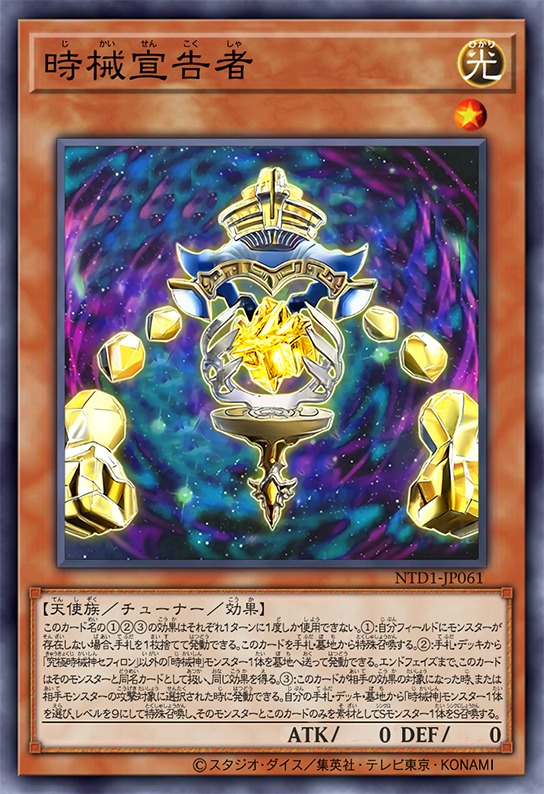 時械宣告者
光
NTD1-JP061
【天使族／チューナー／効果】
このカード名の①②③の効果はそれぞれ1ターンに1度しか使用できない。①:自分フィールドにモンスターが
存在しない場合、手札を1枚捨てて発動できる。このカードを手札・墓地から特殊召喚する。②:手札・デッキから
「究極時械神セフィロン」以外の「時械神」モンスター1体を墓地へ送って発動できる。エンドフェイズまで、このカード
はそのモンスターと同名カードとして扱い、同じ効果を得る。③:このカードが相手の効果の対象になった時、または
相手モンスターの攻撃対象に選択された時に発動できる。自分の手札・デッキ・墓地から「時械神」モンスター1体
を選び、レベルを9にして特殊召喚し、そのモンスターとこのカードのみを素材としてSモンスター1体をS召喚する。
ATK/ 0 DEF/ 0
©スタジオ・ダイス／集英社・テレビ東京・KONAMI